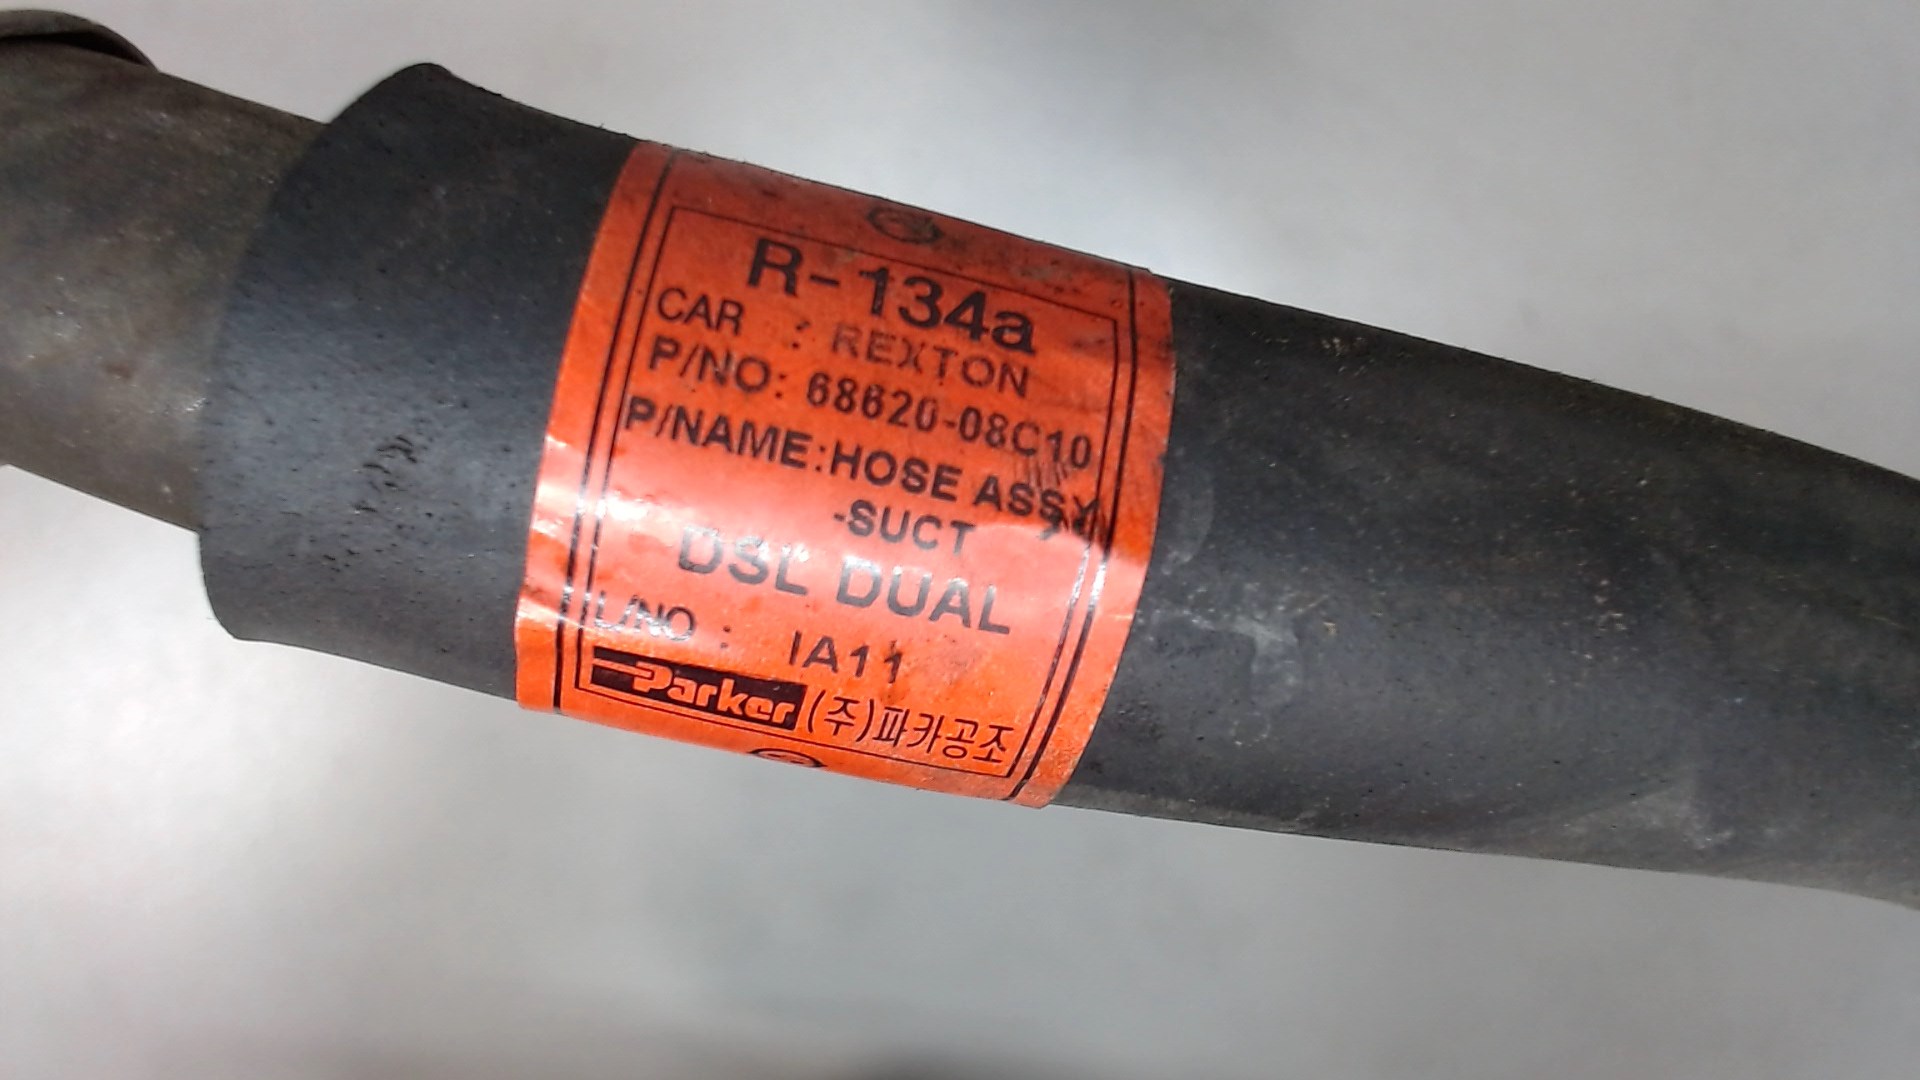 R-134a
CAR : REXTON
P/NO: 68620-08C10
P/NAME:HOSE ASSY
-SUCT
DSL DUAL
L/NO : IA11
Parker (주)파카공조